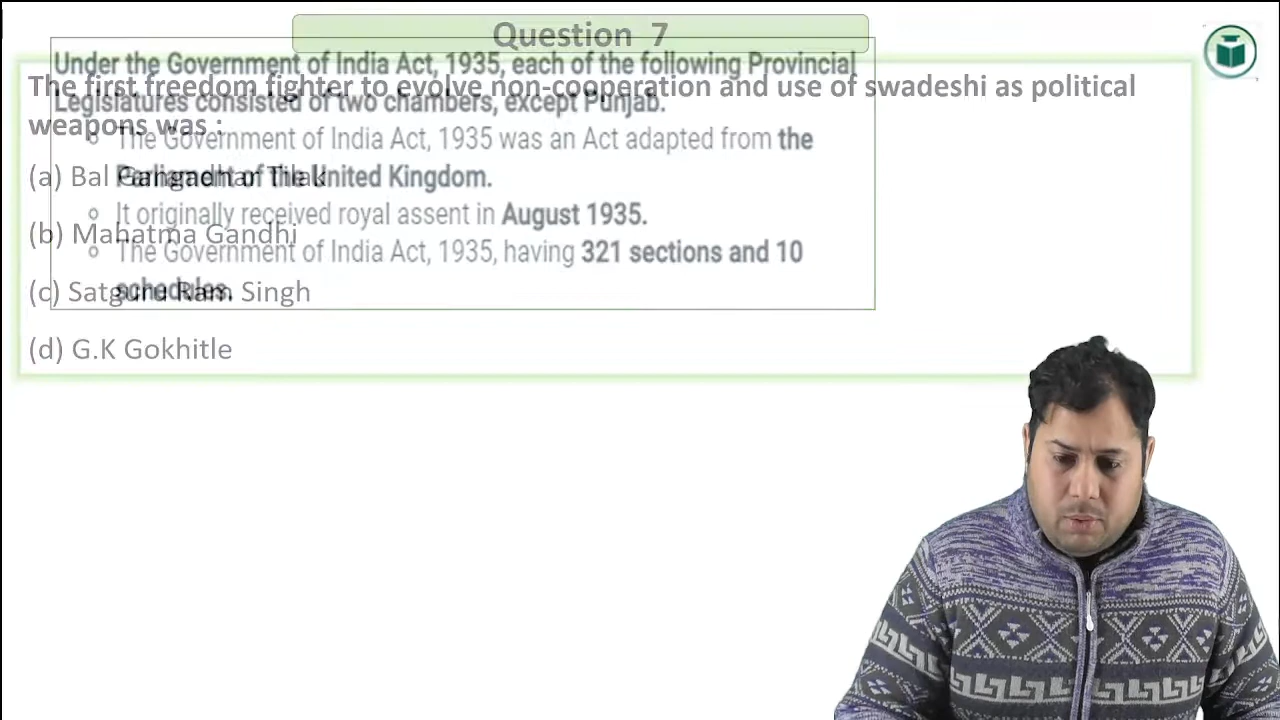 Question 7
Under the Government of India Act, 1935, each of the following Provincial
Legislatures consisted of two chambers, except Punjab.
The Government of India Act, 1935 was an Act adapted from the
Parliament of the United Kingdom.
It originally received royal assent in August 1935.
The Government of India Act, 1935, having 321 sections and 10
schedules.
The first freedom fighter to evolve non-cooperation and use of swadeshi as political
weapons was :
(a) Bal Gangadhar Tilak
(b) Mahatma Gandhi
(c) Satguru Ram Singh
(d) G.K Gokhitle